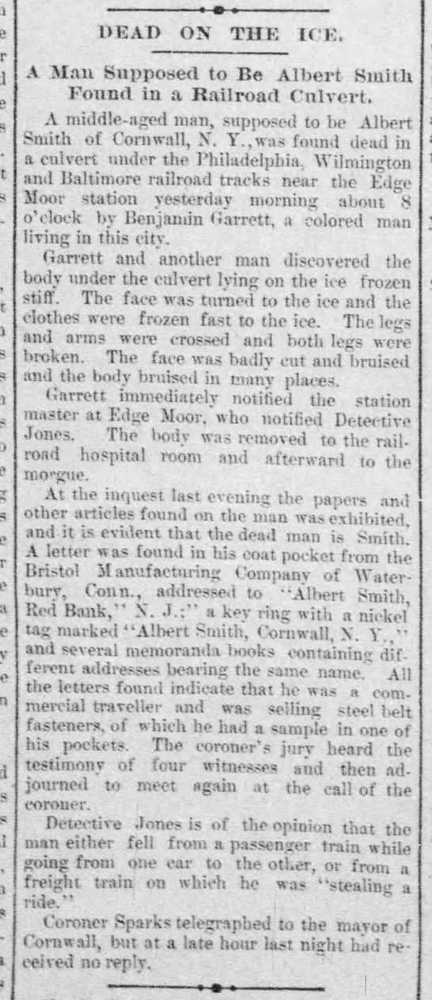 DEAD ON THE ICE.
A Man Supposed to Be Albert Smith
Found in a Railroad Culvert.
A middle-aged man, supposed to be Albert
Smith of Cornwall, N. Y.,was found dead in
a culvert under the Philadelphia, Wilmington
and Baltimore railroad tracks near the Edge
Moor station yesterday morning about 8
o'clock by Benjamin Garrett, a colored man
living in this city.
Garrett and another man discovered the
body under the culvert lying on the ice frozen
stiff. The face was turned to the ice and the
clothes were frozen fast to the ice. The legs
and arms were crossed and both legs were
broken. The face was badly cut and bruised
and the body bruised in many places.
Garrett immediately notified the station
master at Edge Moor, who notified Detective
Jones. The body was removed to the rail-
road hospital room and afterward to the
morgue.
At the inquest last evening the papers and
other articles found on the man was exhibited,
and it is evident that the dead man is Smith.
A letter was found in his coat pocket from the
Bristol Manufacturing Company of Water-
bury, Conn., addressed to "Albert Smith,
Red Bank," N. J.;" a key ring with a nickel
tag marked "Albert Smith, Cornwall, N. Y.,"
and several memoranda books containing dif-
ferent addresses bearing the same name. All
the letters found indicate that he was a com-
mercial traveller and was selling steel belt
fasteners, of which he had a sample in one of
his pockets. The coroner's jury heard the
testimony of four witnesses and then ad-
journed to meet again at the call of the
coroner.
Detective Jones is of the opinion that the
man either fell from a passenger train while
going from one car to the other, or from a
freight train on which he was "stealing a
ride."
Coroner Sparks telegraphed to the mayor of
Cornwall, but at a late hour last night had re-
ceived no reply.